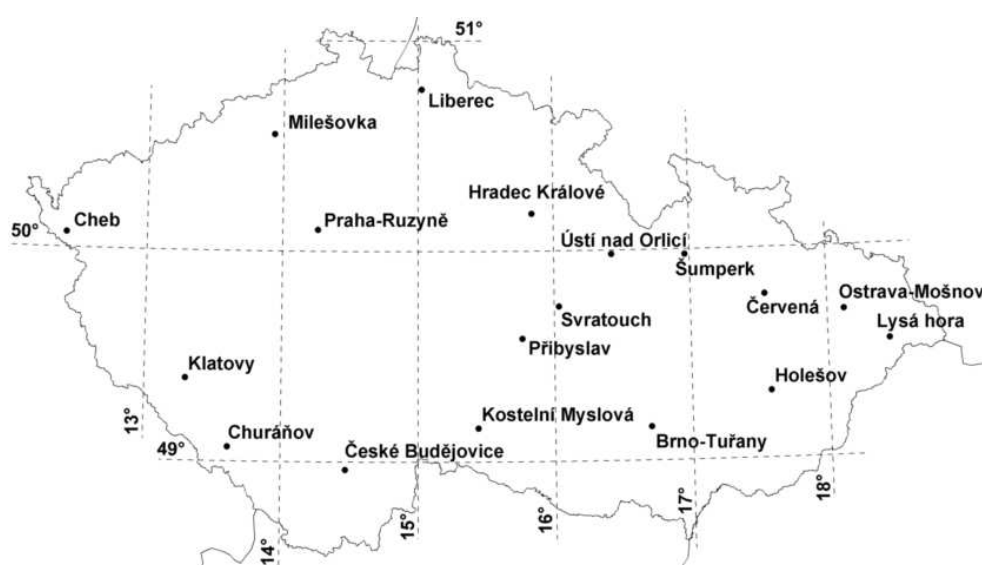 51°
Liberec
Milešovka
Hradec Králové
Cheb
Praha-Ruzyně
50°
Ústí nad Orlicí
Šumperk
Červená
Ostrava-Mošnov
Svratouch
Lysá hora
Přibyslav
Klatovy
Holešov
13°
Kostelní Myslová
Churáňov
Brno-Tuřany
49°
České Budějovice
14°
15°
16°
17°
18°